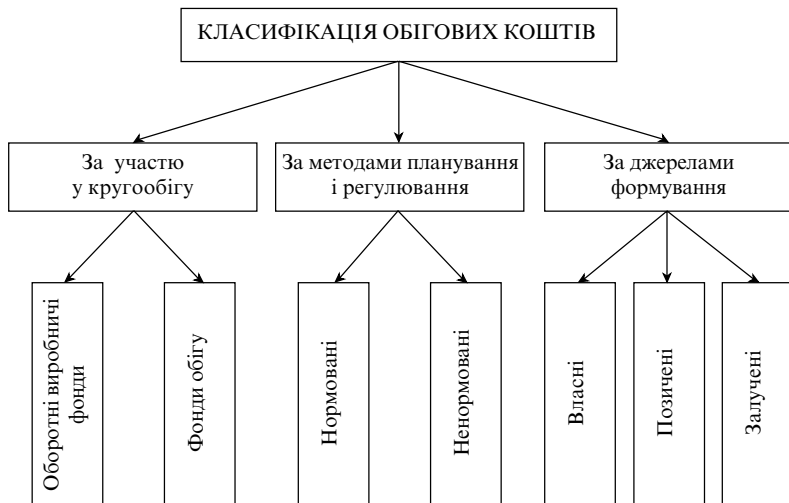 КЛАСИФІКАЦІЯ ОБІГОВИХ КОШТІВ
За участю
у кругообігу
За методами планування
і регулювання
За джерелами
формування
Оборотні виробничі
фонди
Фонди обігу
Нормовані
Ненормовані
Власні
Позичені
Залучені